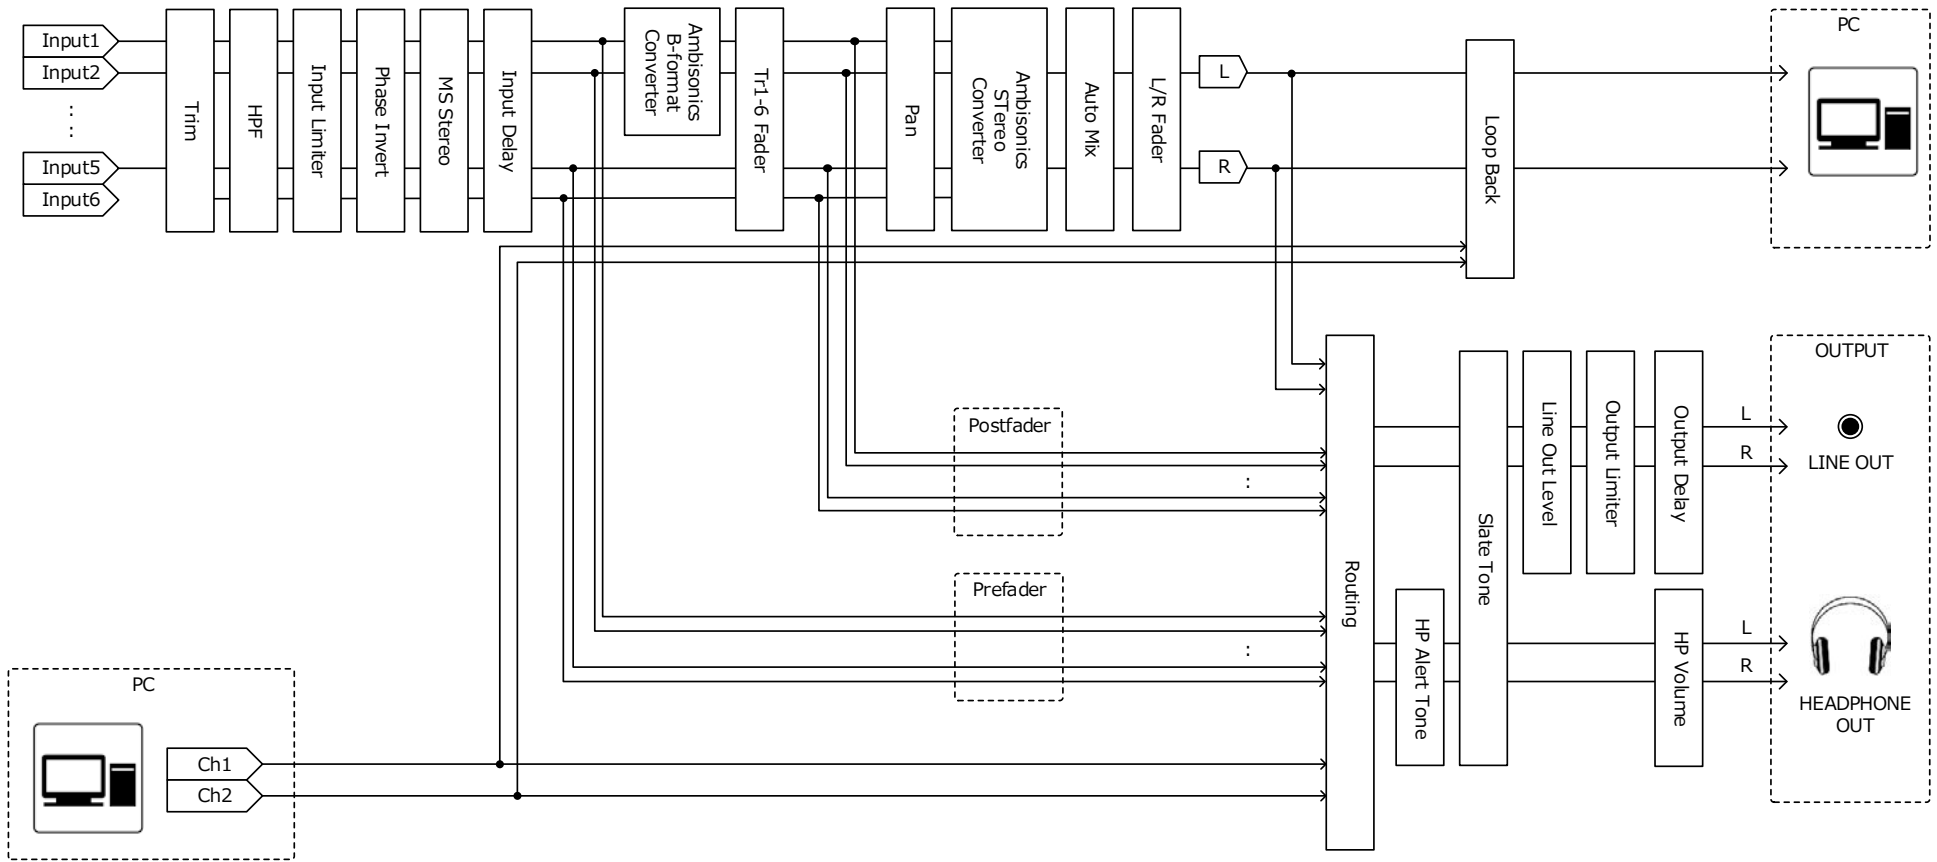 Input1
Input2
:
:
Input5
Input6
Trim
HPF
Input Limiter
Phase Invert
MS Stereo
Input Delay
Ambisonics
B-format
Converter
Tr1-6 Fader
Pan
Ambisonics
STereo
Converter
Auto Mix
L/R Fader
L
R
Loop Back
PC
Postfader
:
Prefader
:
Routing
HP Alert Tone
Slate Tone
Line Out Level
Output Limiter
Output Delay
HP Volume
OUTPUT
L
R
LINE OUT
L
R
HEADPHONE
OUT
PC
Ch1
Ch2